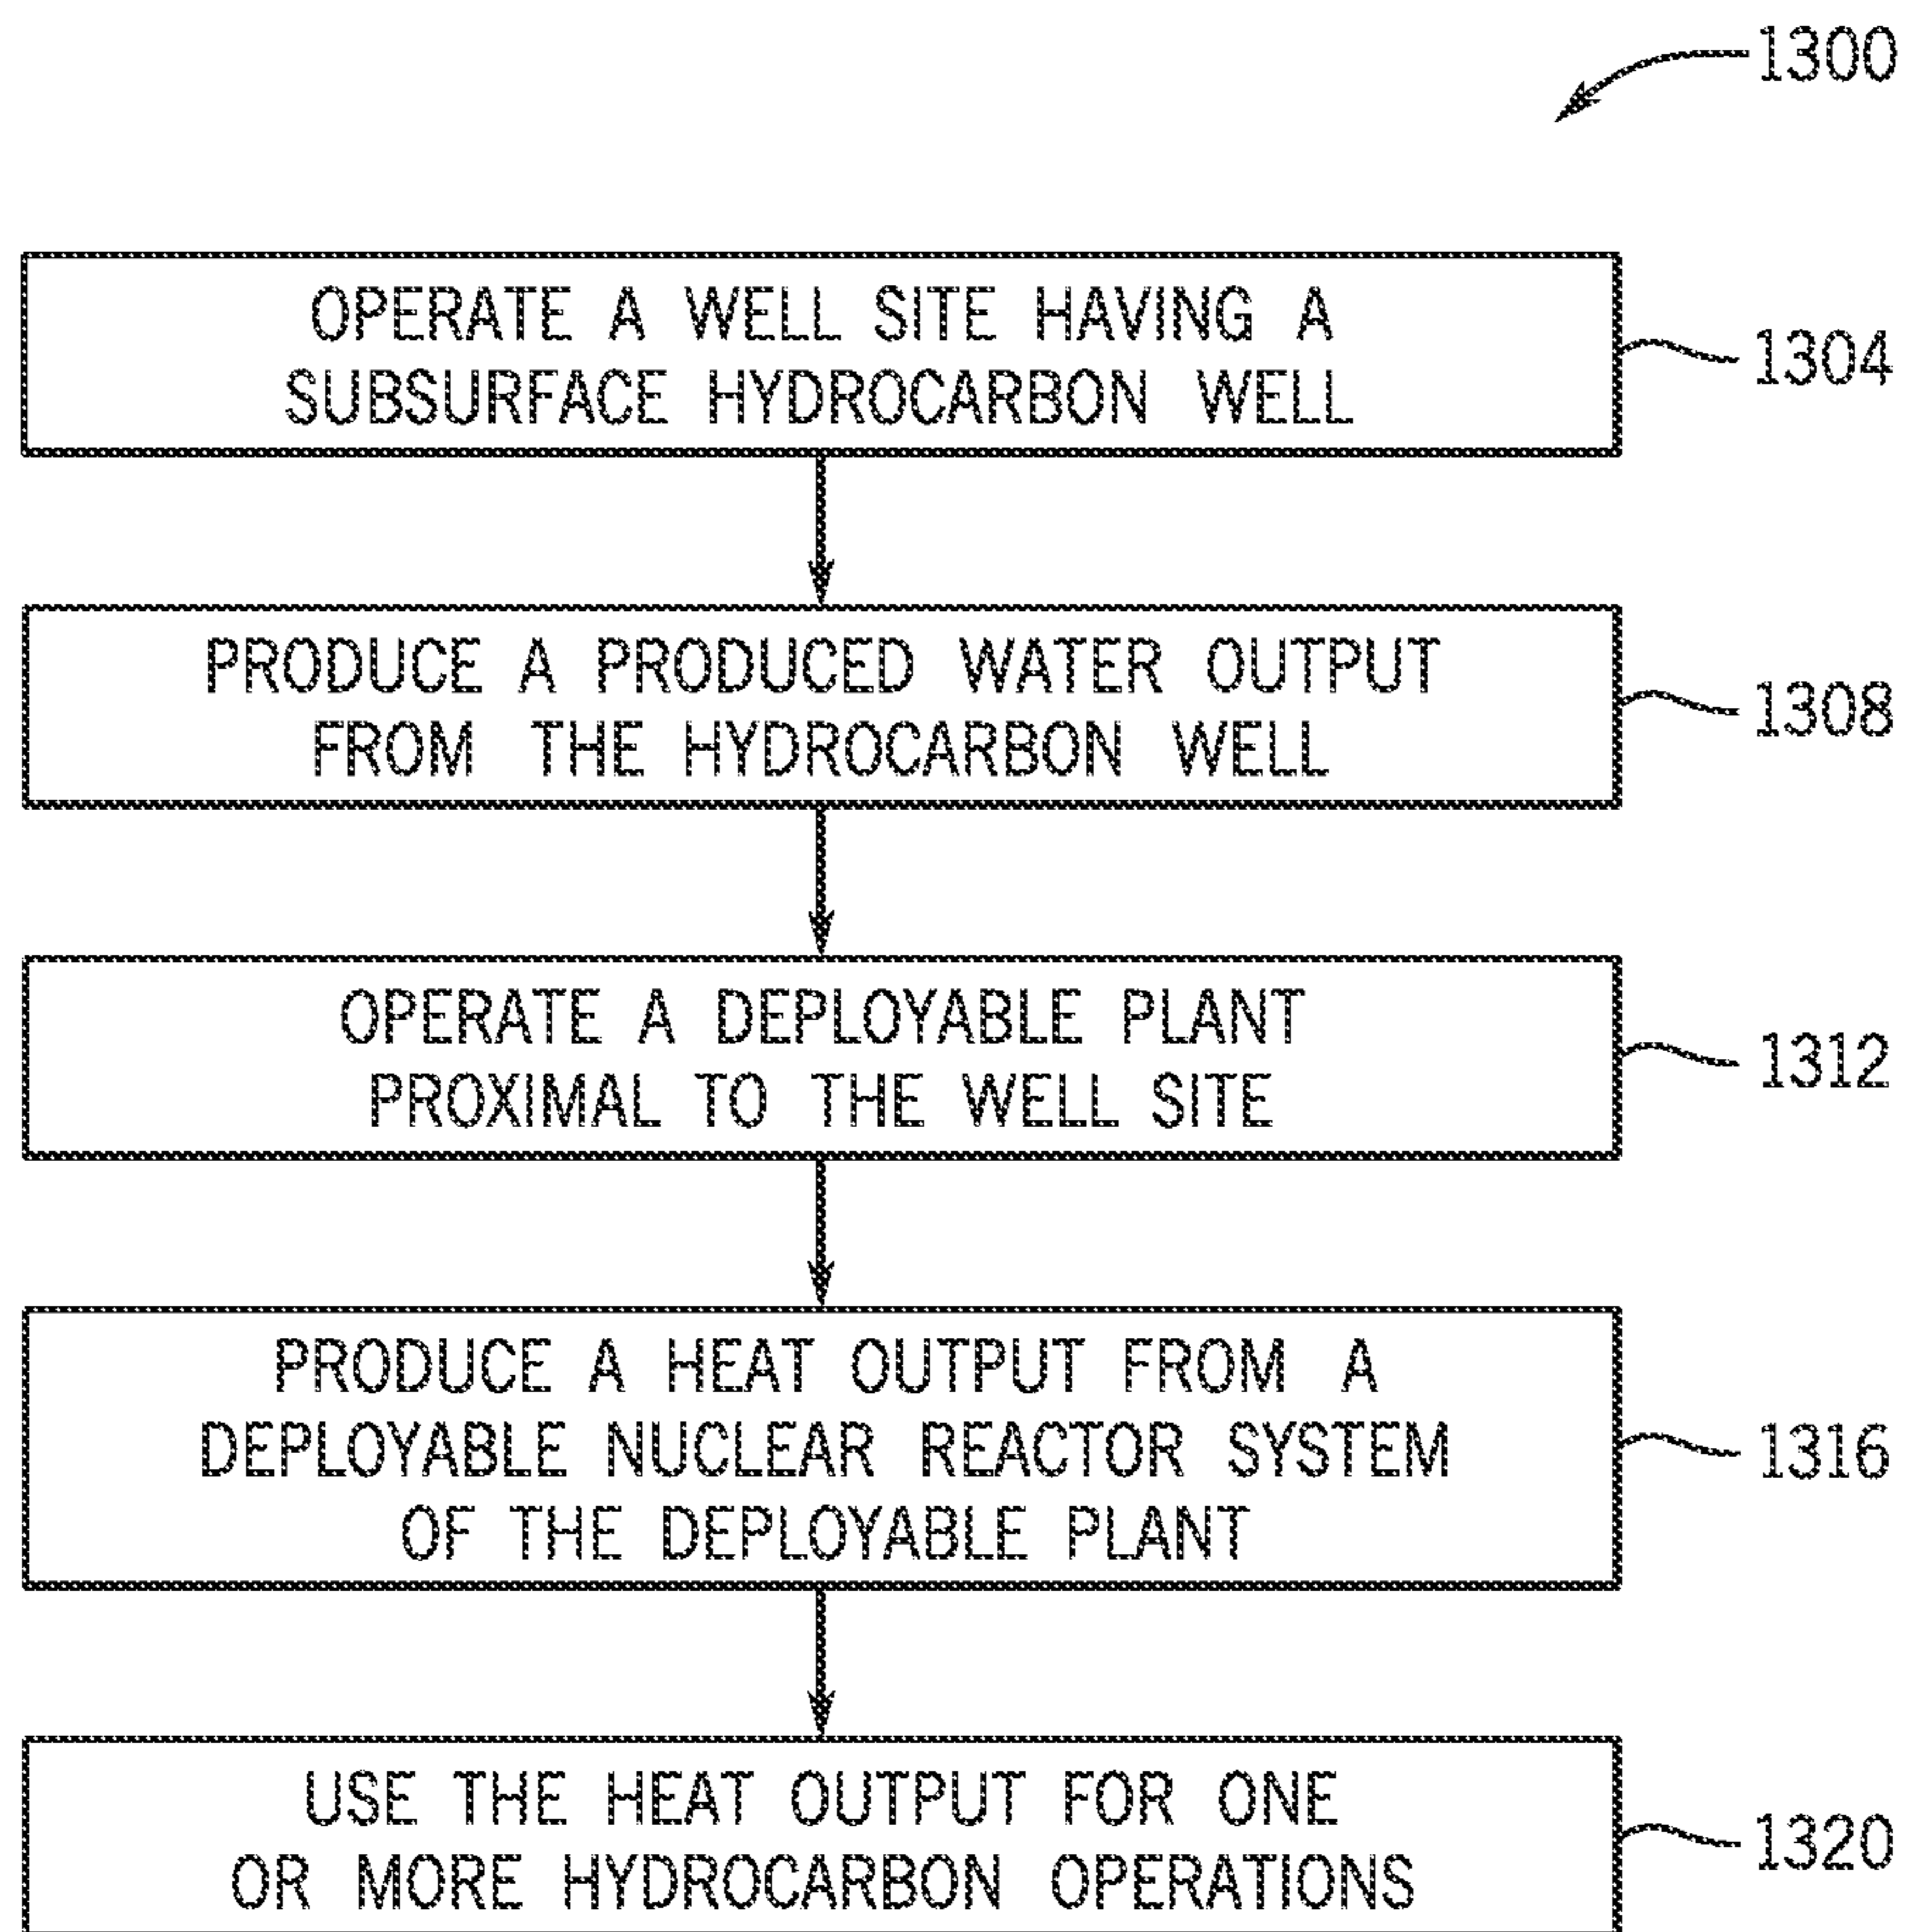 1300
OPERATE A WELL SITE HAVING A
SUBSURFACE HYDROCARBON WELL
1304
PRODUCE A PRODUCED WATER OUTPUT
FROM THE HYDROCARBON WELL
1308
OPERATE A DEPLOYABLE PLANT
PROXIMAL TO THE WELL SITE
1312
PRODUCE A HEAT OUTPUT FROM A
DEPLOYABLE NUCLEAR REACTOR SYSTEM
OF THE DEPLOYABLE PLANT
1316
USE THE HEAT OUTPUT FOR ONE
OR MORE HYDROCARBON OPERATIONS
1320